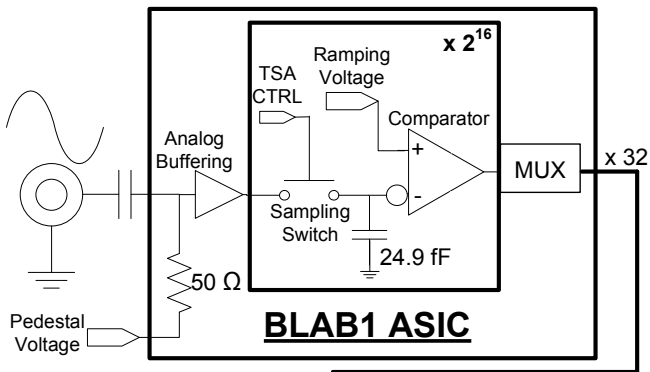 x 2^16
Ramping
Voltage
TSA
CTRL
Comparator
Analog
Buffering
+
-
MUX
x 32
Sampling
Switch
24.9 fF
50 Ω
Pedestal
Voltage
BLAB1 ASIC